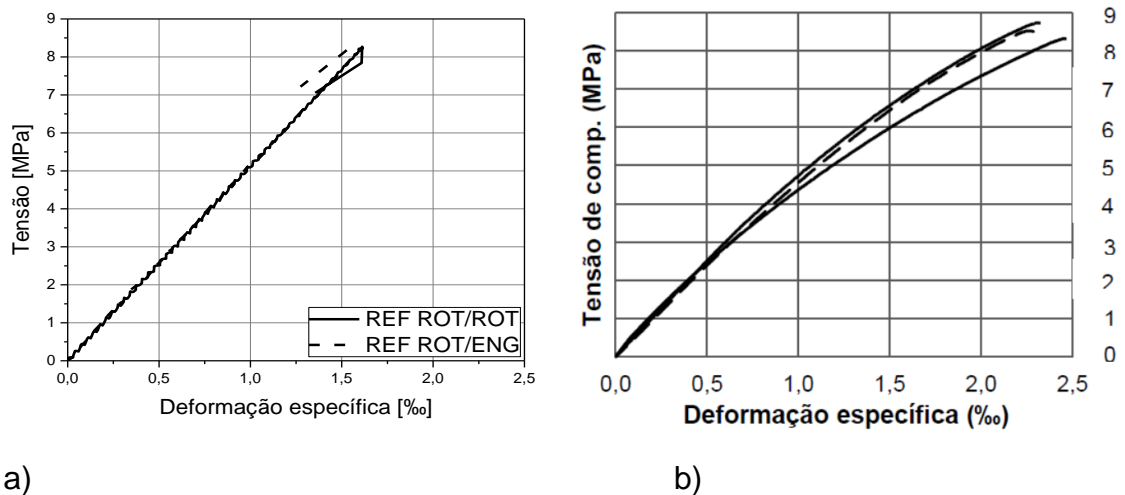 9
8
7
6
5
4
3
2
1
0
Tensão [MPa]
REF ROT/ROT
REF ROT/ENG
0,0 0,5 1,0 1,5 2,0 2,5
Deformação específica [‰]
a)
Tensão de comp. (MPa)
9
8
7
6
5
4
3
2
1
0
0,0 0,5 1,0 1,5 2,0 2,5
Deformação específica (‰)
b)